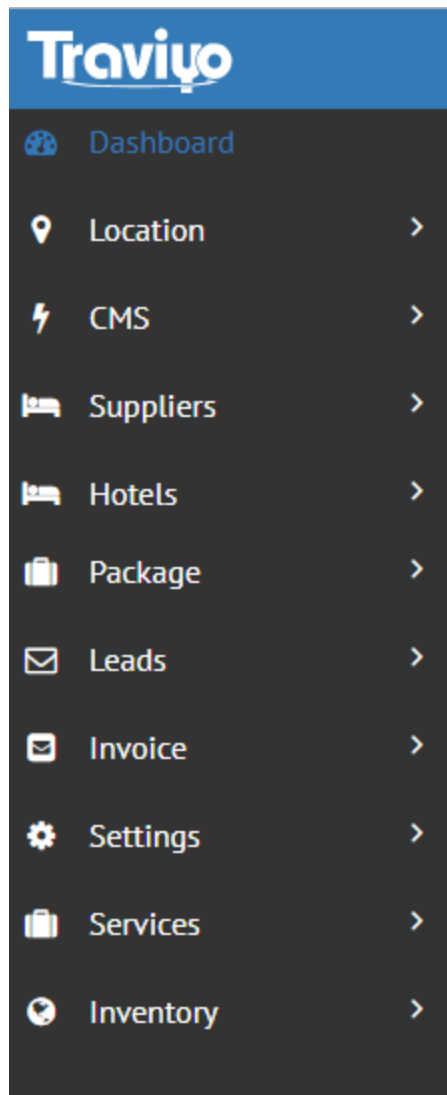 Traviyo
Dashboard
Location
CMS
Suppliers
Hotels
Package
Leads
Invoice
Settings
Services
Inventory